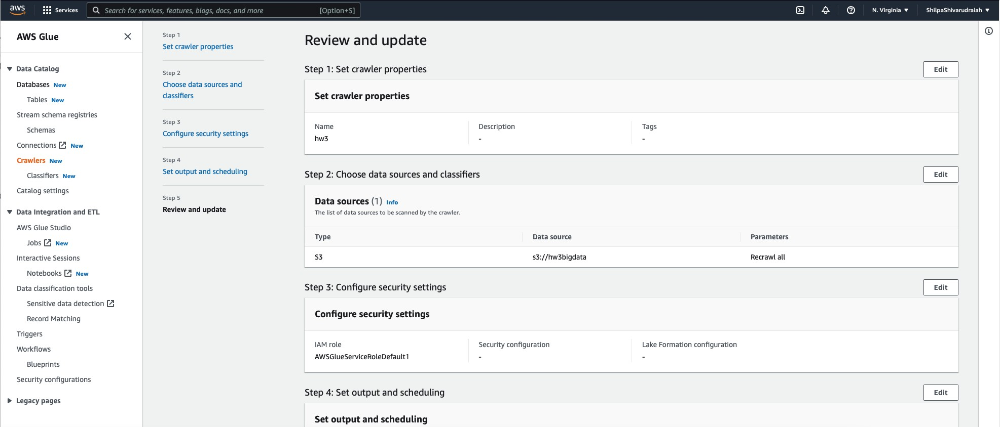 aws
Services
Search for services, features, blogs, docs, and more
[Option+S]
N. Virginia
ShilpaShivarudraiah
AWS Glue
Data Catalog
Databases New
Tables New
Stream schema registries
Schemas
Connections New
Crawlers New
Classifiers New
Catalog settings
Data Integration and ETL
AWS Glue Studio
Jobs New
Interactive Sessions
Notebooks New
Data classification tools
Sensitive data detection
Record Matching
Triggers
Workflows
Blueprints
Security configurations
Legacy pages
Step 1
Set crawler properties
Step 2
Choose data sources and
classifiers
Step 3
Configure security settings
Step 4
Set output and scheduling
Step 5
Review and update
Review and update
Step 1: Set crawler properties
Edit
Set crawler properties
Name
hw3
Description
-
Tags
-
Step 2: Choose data sources and classifiers
Edit
Data sources (1) Info
The list of data sources to be scanned by the crawler.
Type Data source Parameters
S3 s3://hw3bigdata Recrawl all
Step 3: Configure security settings
Edit
Configure security settings
IAM role
AWSGlueServiceRoleDefault1
Security configuration
-
Lake Formation configuration
-
Step 4: Set output and scheduling
Edit
Set output and scheduling